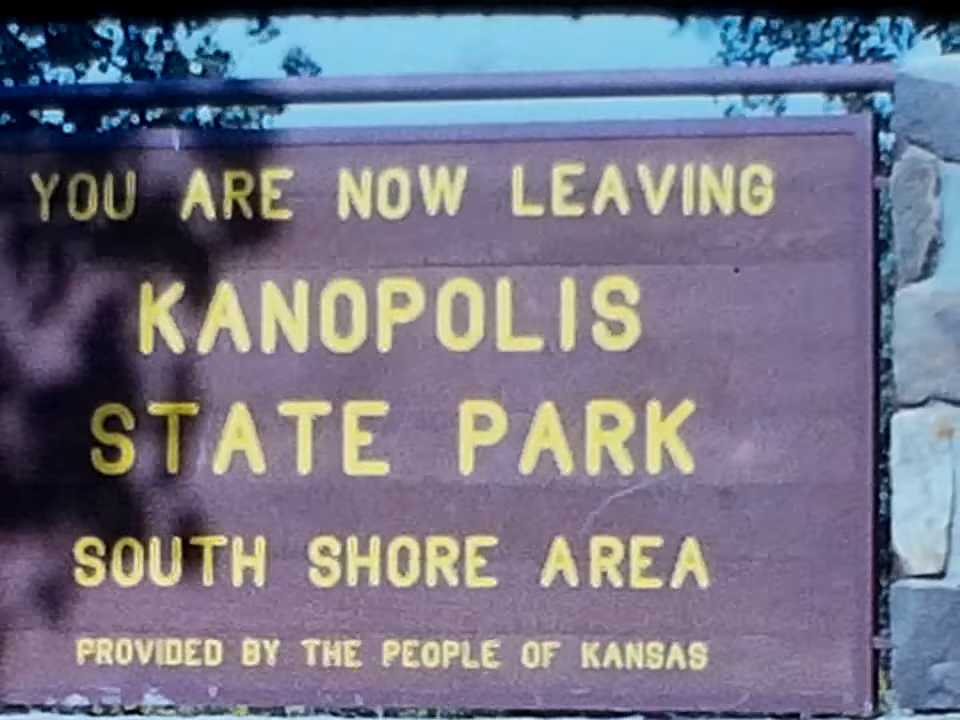 YOU ARE NOW LEAVING
KANOPOLIS
STATE PARK
SOUTH SHORE AREA
PROVIDED BY THE PEOPLE OF KANSAS